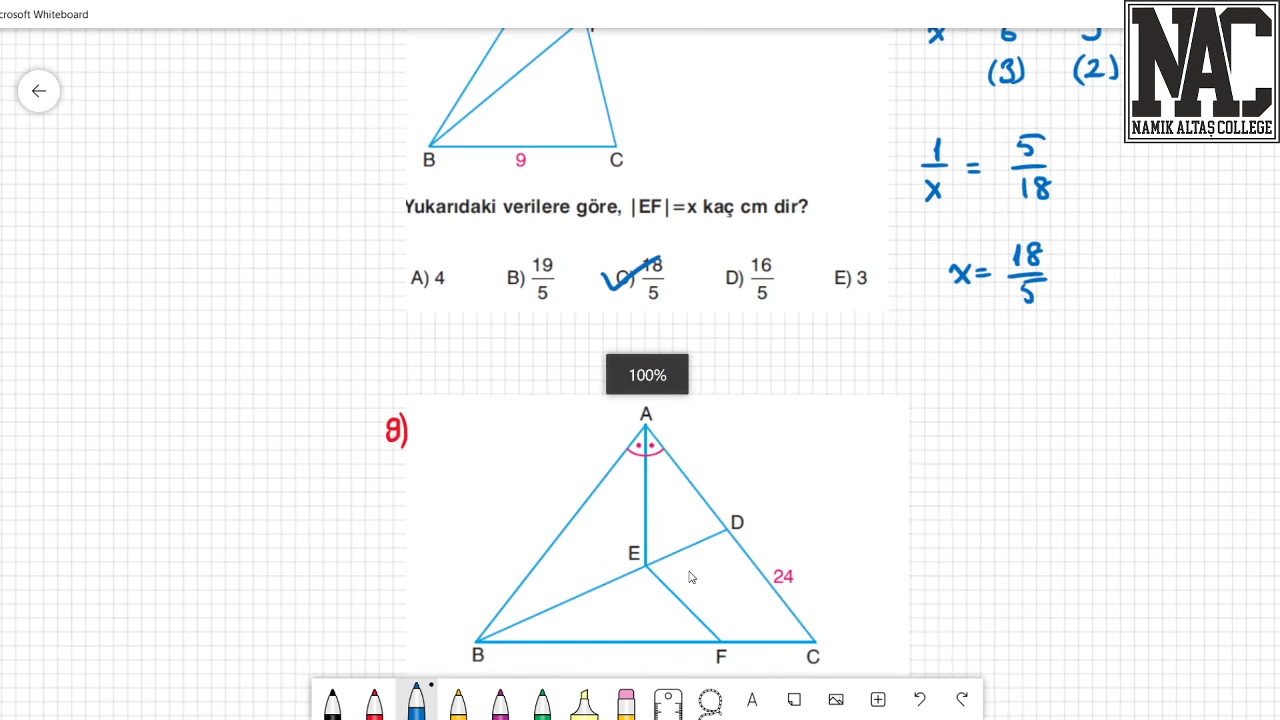 crosoft Whiteboard
NAC
NAMIK ALTAŞ COLLEGE
x 6
(3) (2)
B 9 C
1/x = 5/18
Yukarıdaki verilere göre, |EF|=x kaç cm dir?
A) 4 B) 19/5 C) 18/5 D) 16/5 E) 3
x= 18/5
100%
8)
A
D
E
24
B F C
A